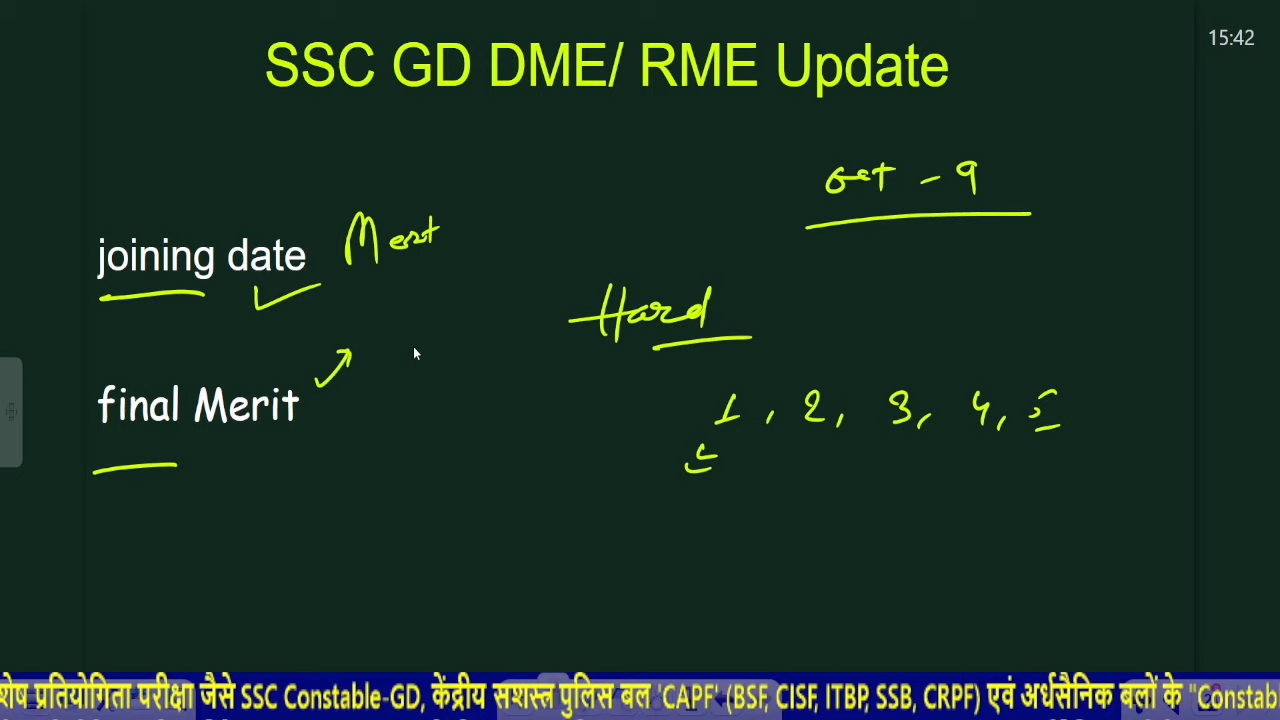 15:42
SSC GD DME/ RME Update
oct - 9
joining date Merit
Hard
final Merit
1, 2, 3, 4, 5
शेष प्रतियोगिता परीक्षा जैसे SSC Constable-GD, केंद्रीय सशस्त्र पुलिस बल 'CAPF' (BSF, CISF, ITBP, SSB, CRPF) एवं अर्धसैनिक बलों के "Constab